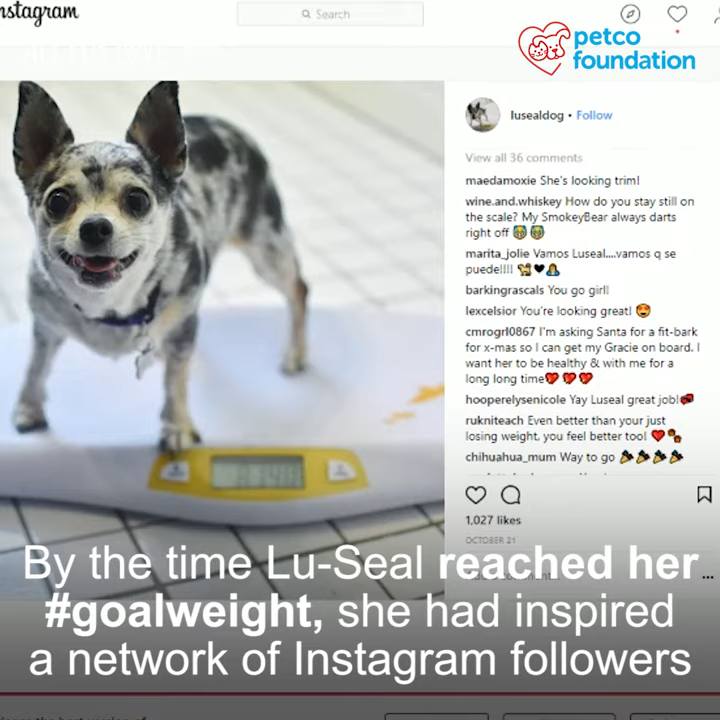 nstagram
Search
petco
foundation
lusealdog • Follow
View all 36 comments
maedamoxie She's looking trim!
wine.and.whiskey How do you stay still on
the scale? My SmokeyBear always darts
right off 😹😹
marita_jolie Vamos Luseal....vamos q se
puede!!!!
barkingrascals You go girl!
lexcelsior You're looking great! 😍
cmrogrl0867 I'm asking Santa for a fit-bark
for x-mas so I can get my Gracie on board. I
want her to be healthy & with me for a
long long time
hooperelysenicole Yay Luseal great job!
rukniteach Even better than your just
losing weight, you feel better too!
chihuahua_mum Way to go 🎉🎉🎉🎉
1,027 likes
OCTOBER 21
By the time Lu-Seal reached her
#goalweight, she had inspired
a network of Instagram followers